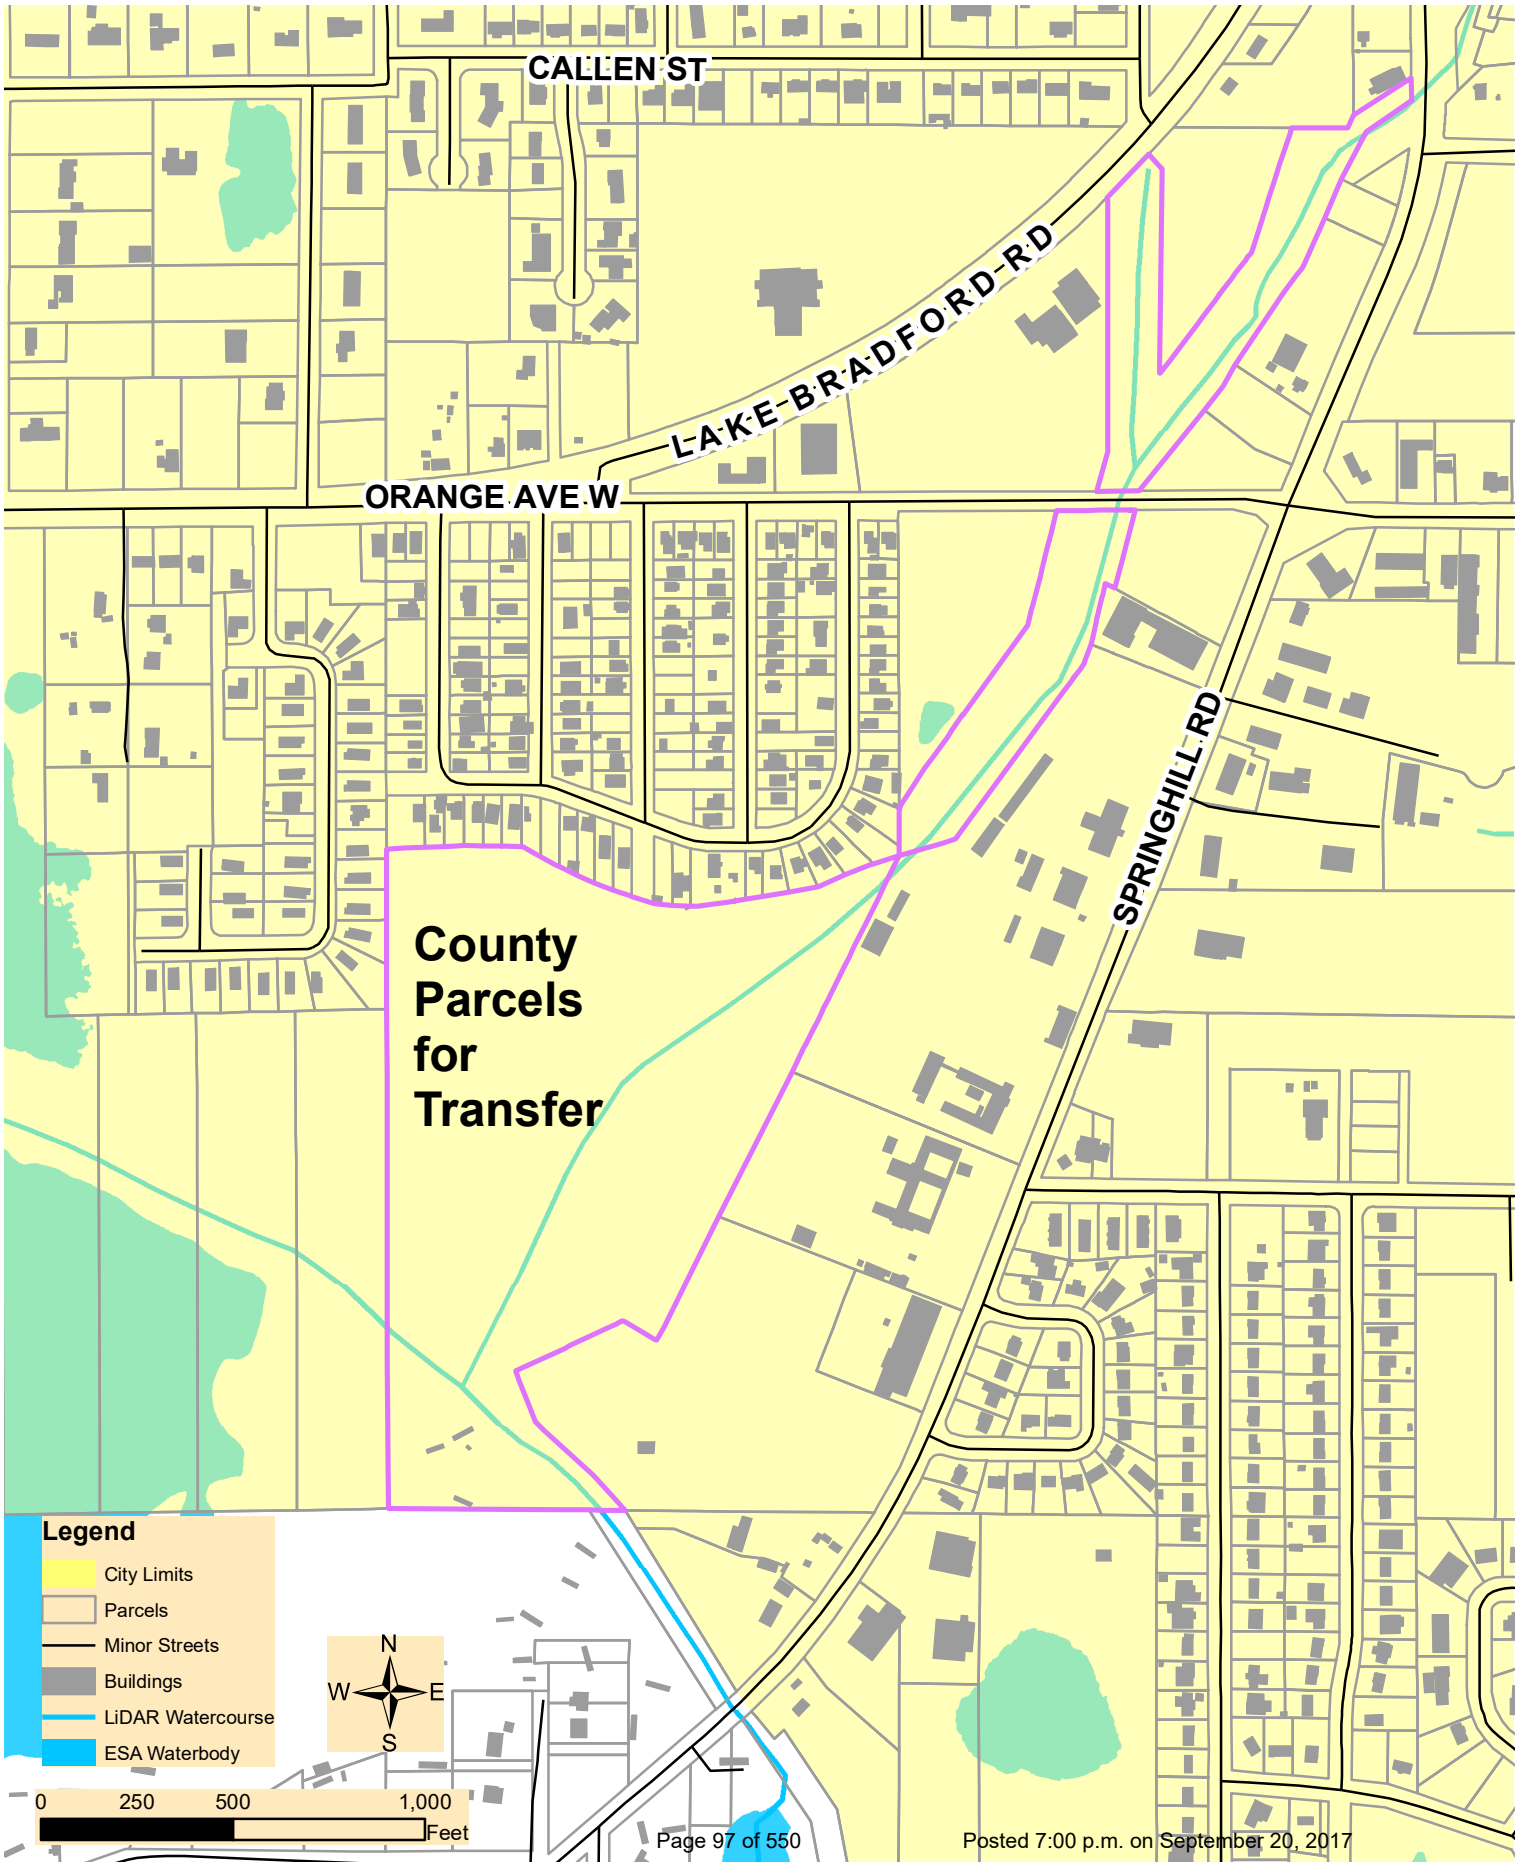 CALLEN ST
LAKE BRADFORD RD
ORANGE AVE W
SPRINGHILL RD
County
Parcels
for
Transfer
Legend
City Limits
Parcels
Minor Streets
Buildings
LiDAR Watercourse
ESA Waterbody
N
W E
S
0 250 500 1,000
Feet
Page 97 of 550
Posted 7:00 p.m. on September 20, 2017